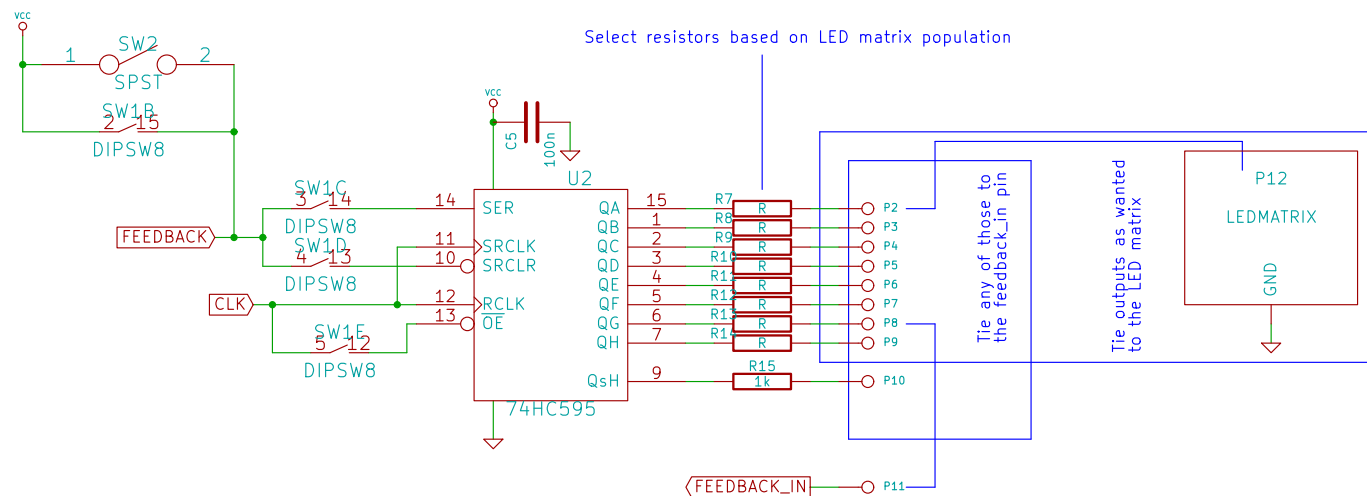 Select resistors based on LED matrix population
VCC
1
SW2
2
SPST
SW1B
2
15
DIPSW8
VCC
C5
100n
U2
SW1C
3
14
DIPSW8
FEEDBACK
SW1D
4
13
DIPSW8
CLK
SW1E
5
12
DIPSW8
14
SER
11
SRCLK
10
SRCLR
12
RCLK
13
OE
QA
15
QB
1
QC
2
QD
3
QE
4
QF
5
QG
6
QH
7
QsH
9
74HC595
R7
R
R8
R
R9
R
R10
R
R11
R
R12
R
R13
R
R14
R
R15
1k
P2
P3
P4
P5
P6
P7
P8
P9
P10
Tie any of those to
the feedback_in pin
Tie outputs as wanted
to the LED matrix
P12
LEDMATRIX
GND
FEEDBACK_IN
P11